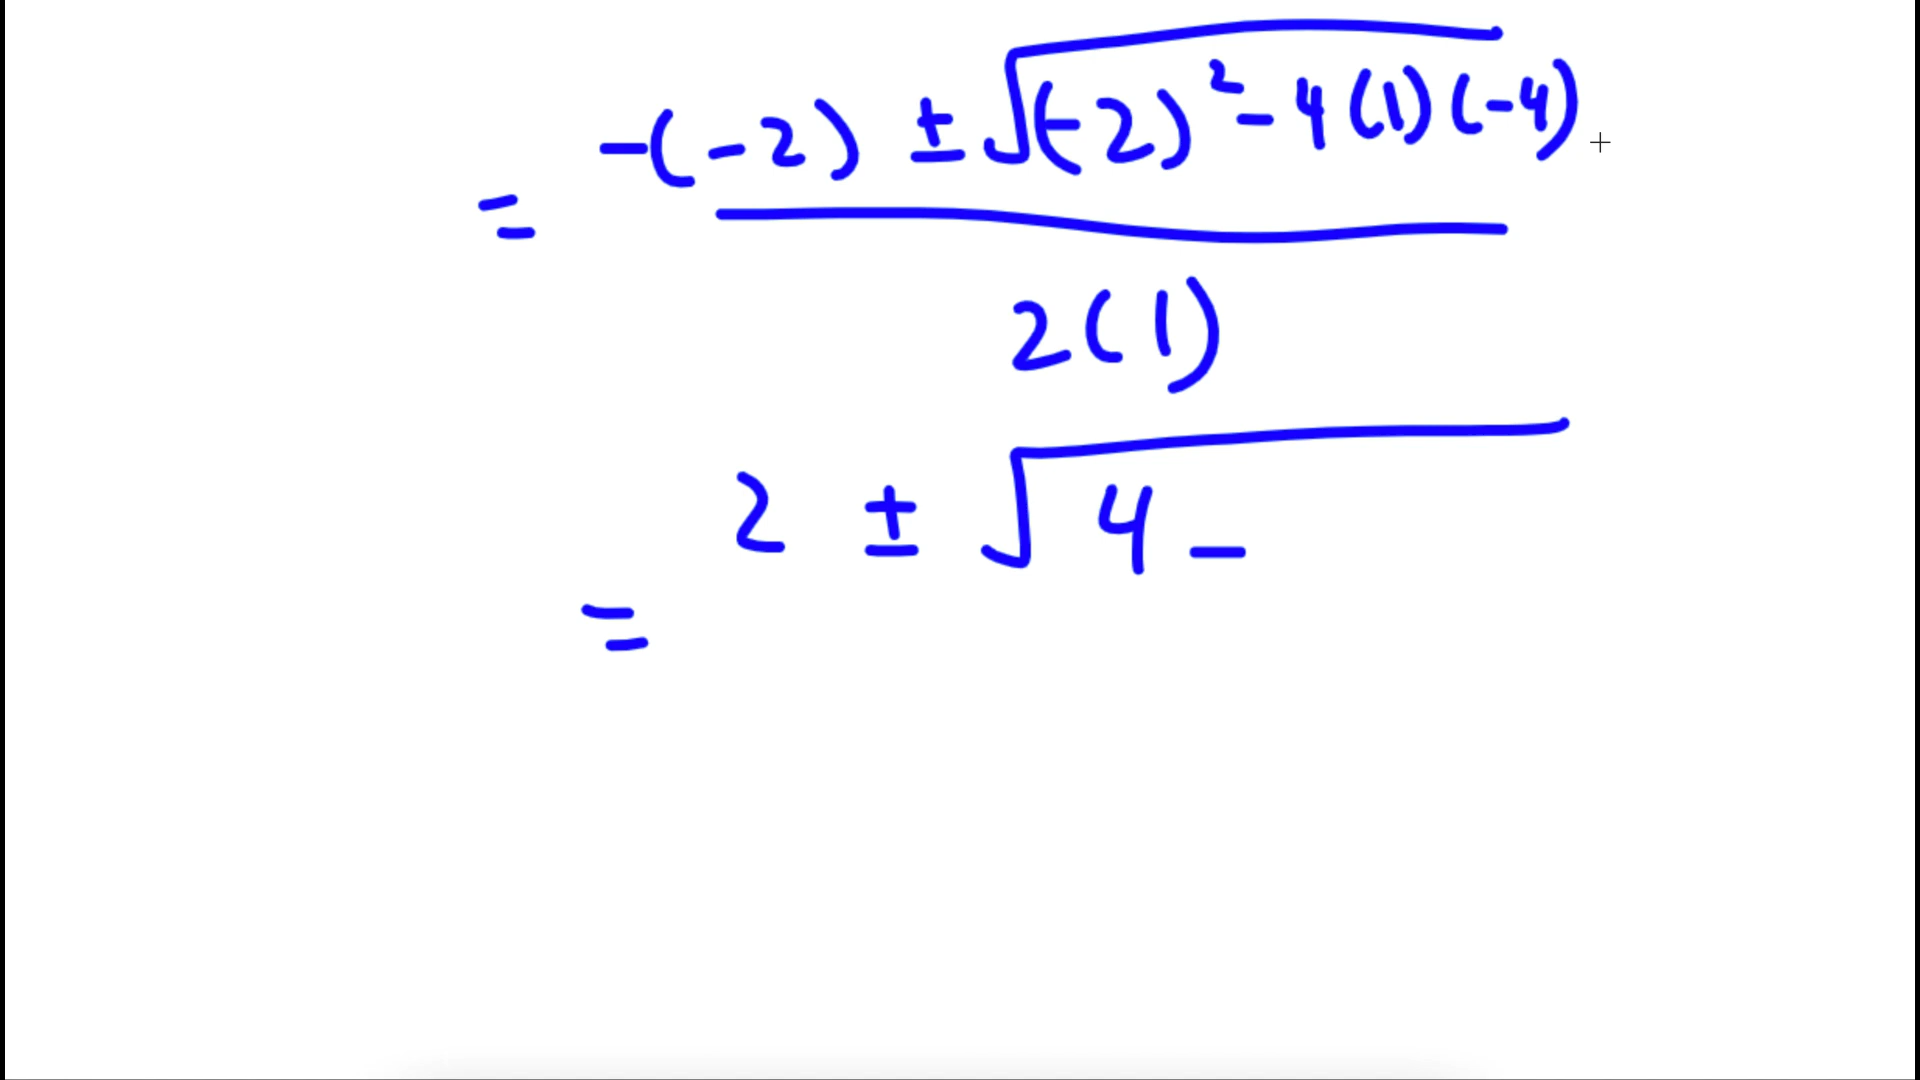 = -(-2) ± √(-2)² - 4(1)(-4)
2(1)
= 2 ± √4 -